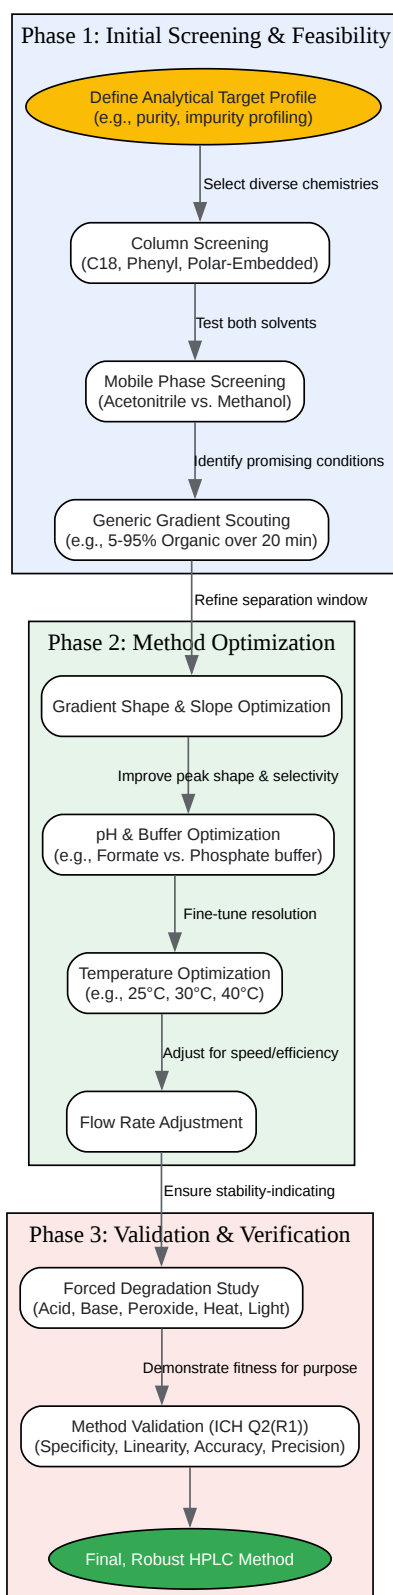 Phase 1: Initial Screening & Feasibility
Define Analytical Target Profile
(e.g., purity, impurity profiling)
Select diverse chemistries
Column Screening
(C18, Phenyl, Polar-Embedded)
Test both solvents
Mobile Phase Screening
(Acetonitrile vs. Methanol)
Identify promising conditions
Generic Gradient Scouting
(e.g., 5-95% Organic over 20 min)
Refine separation window
Phase 2: Method Optimization
Gradient Shape & Slope Optimization
Improve peak shape & selectivity
pH & Buffer Optimization
(e.g., Formate vs. Phosphate buffer)
Fine-tune resolution
Temperature Optimization
(e.g., 25°C, 30°C, 40°C)
Adjust for speed/efficiency
Flow Rate Adjustment
Ensure stability-indicating
Phase 3: Validation & Verification
Forced Degradation Study
(Acid, Base, Peroxide, Heat, Light)
Demonstrate fitness for purpose
Method Validation (ICH Q2(R1))
(Specificity, Linearity, Accuracy, Precision)
Final, Robust HPLC Method